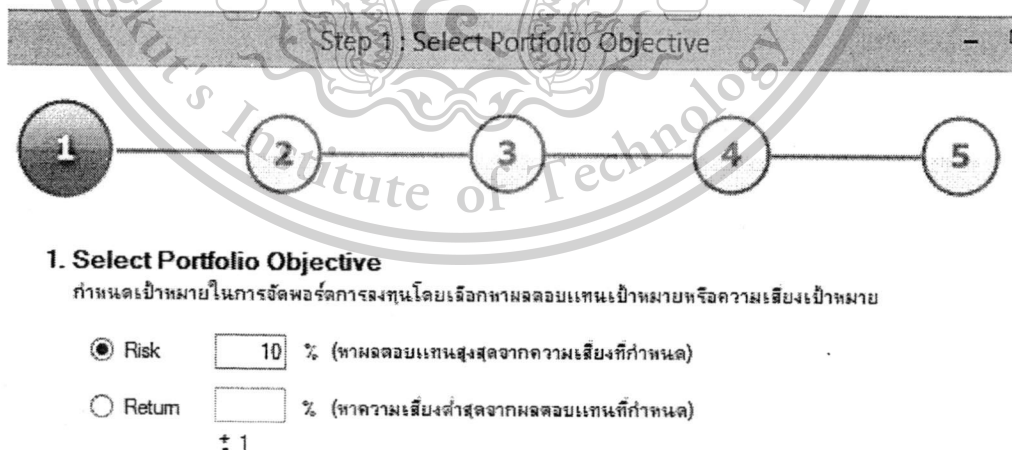 Step 1 : Select Portfolio Objective
1 2 3 4 5
kut's Institute of Technology
1. Select Portfolio Objective
กำหนดเป้าหมายในการจัดพอร์ตการลงทุนโดยเลือกหาผลตอบแทนเป้าหมายหรือความเสี่ยงเป้าหมาย
Risk 10 % (หาผลตอบแทนสูงสุดจากความเสี่ยงที่กำหนด)
Return % (หาความเสี่ยงต่ำสุดจากผลตอบแทนที่กำหนด)
± 1